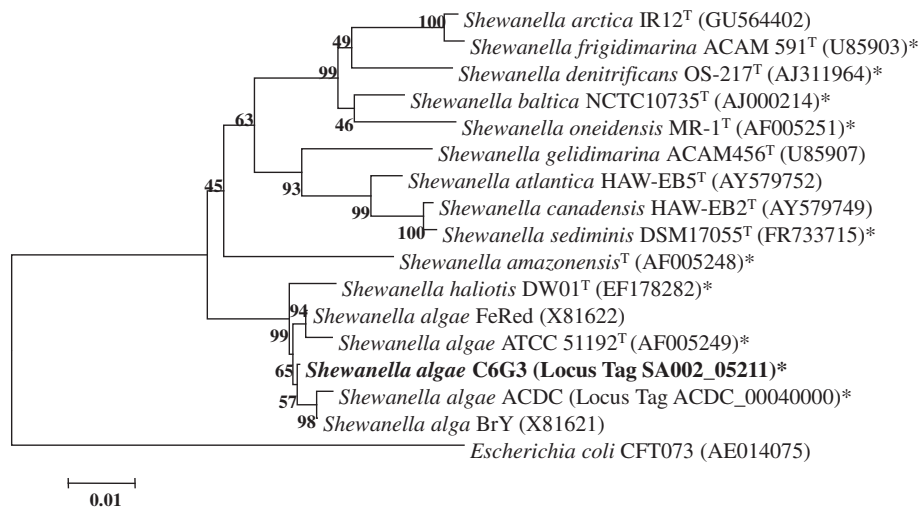 Shewanella arctica IR12ᵀ (GU564402)
100
Shewanella frigidimarina ACAM 591ᵀ (U85903)*
49
Shewanella denitrificans OS-217ᵀ (AJ311964)*
99
Shewanella baltica NCTC10735ᵀ (AJ000214)*
46
Shewanella oneidensis MR-1ᵀ (AF005251)*
63
Shewanella gelidimarina ACAM456ᵀ (U85907)
93
Shewanella atlantica HAW-EB5ᵀ (AY579752)
45
99
Shewanella canadensis HAW-EB2ᵀ (AY579749)
100
Shewanella sediminis DSM17055ᵀ (FR733715)*
Shewanella amazonensisᵀ (AF005248)*
Shewanella haliotis DW01ᵀ (EF178282)*
94
Shewanella algae FeRed (X81622)
99
Shewanella algae ATCC 51192ᵀ (AF005249)*
65
Shewanella algae C6G3 (Locus Tag SA002_05211)*
57
Shewanella algae ACDC (Locus Tag ACDC_00040000)*
98
Shewanella alga BrY (X81621)
Escherichia coli CFT073 (AE014075)
0.01